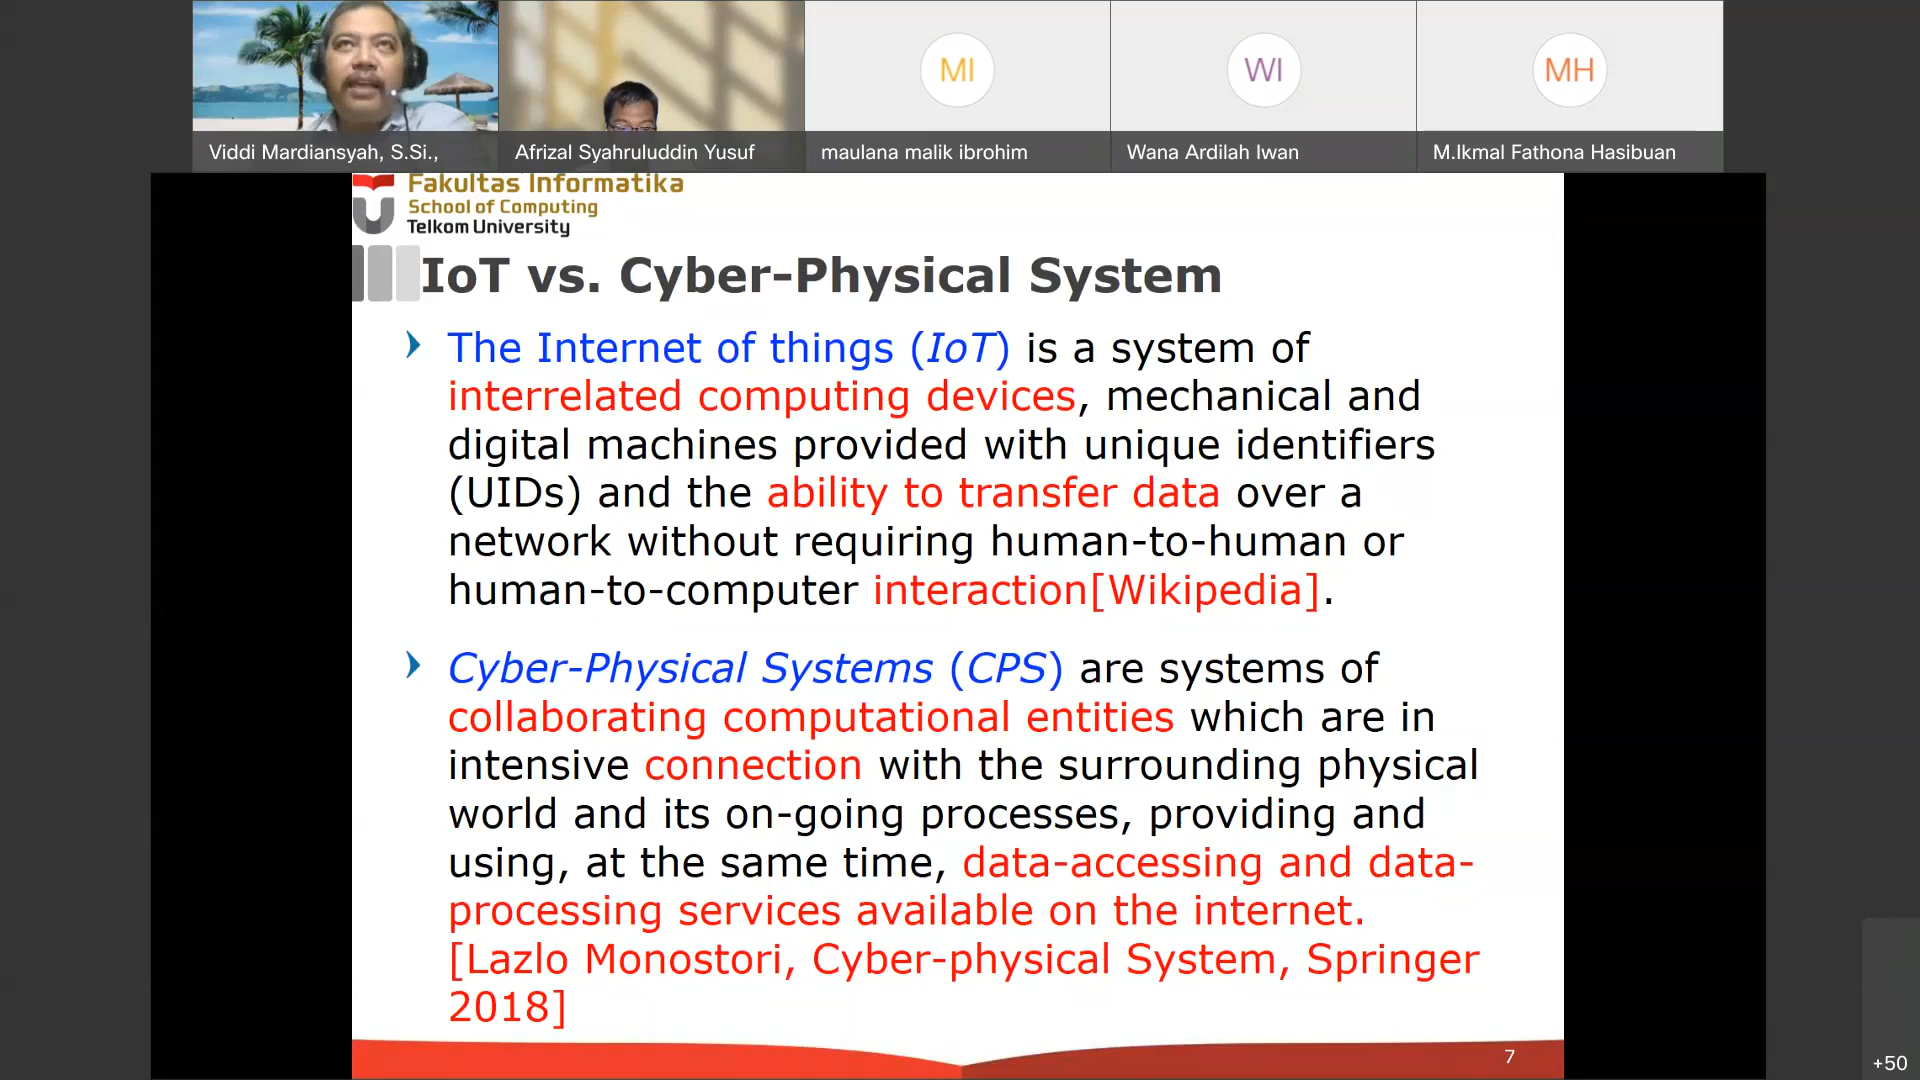 MI
WI
MH
Viddi Mardiansyah, S.Si.,
Afrizal Syahruluddin Yusuf
maulana malik ibrohim
Wana Ardilah Iwan
M.Ikmal Fathona Hasibuan
Fakultas Informatika
School of Computing
Telkom University
IoT vs. Cyber-Physical System
The Internet of things (IoT) is a system of
interrelated computing devices, mechanical and
digital machines provided with unique identifiers
(UIDs) and the ability to transfer data over a
network without requiring human-to-human or
human-to-computer interaction[Wikipedia].
Cyber-Physical Systems (CPS) are systems of
collaborating computational entities which are in
intensive connection with the surrounding physical
world and its on-going processes, providing and
using, at the same time, data-accessing and data-
processing services available on the internet.
[Lazlo Monostori, Cyber-physical System, Springer
2018]
7
+50